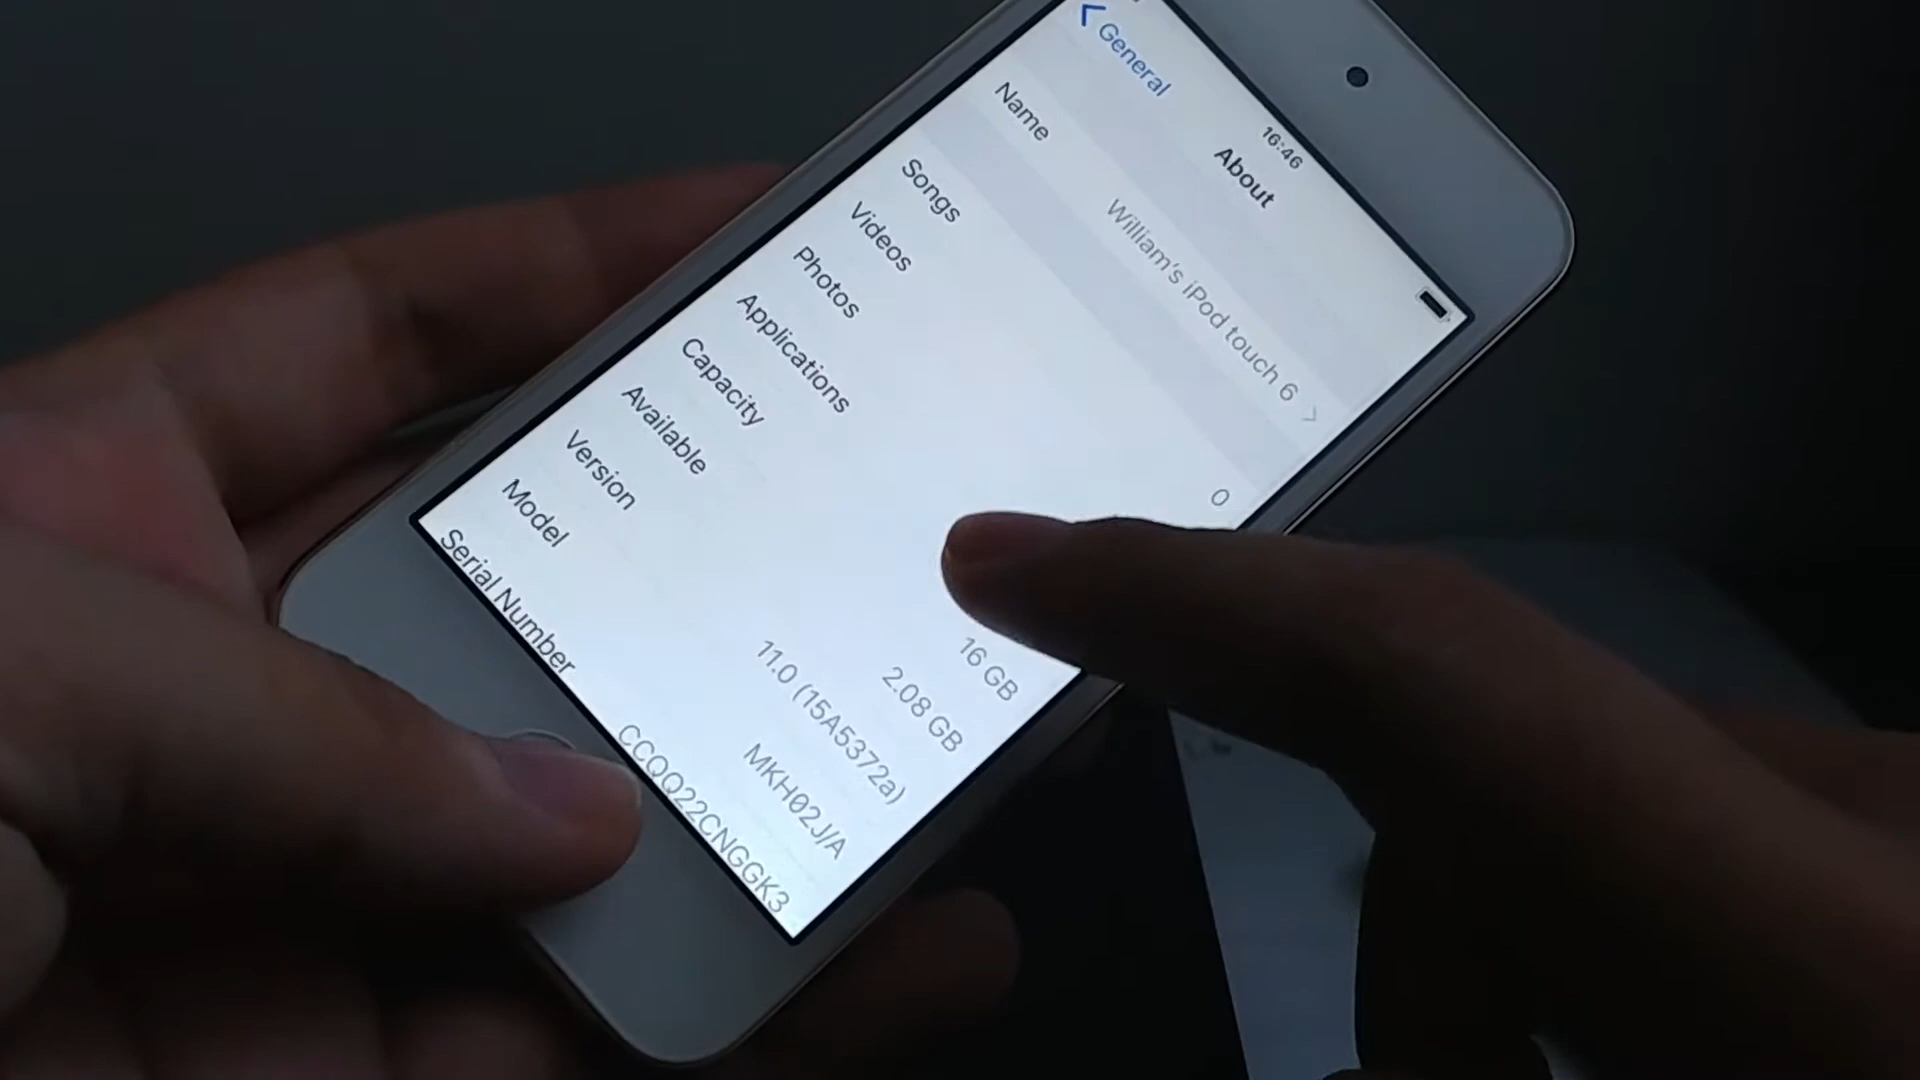 16:46
General
About
Name William's iPod touch 6
Songs 0
Videos
Photos
Applications
Capacity 16 GB
Available 2.08 GB
Version 11.0 (15A5372a)
Model MKH02J/A
Serial Number CCQQ22CNGGK3